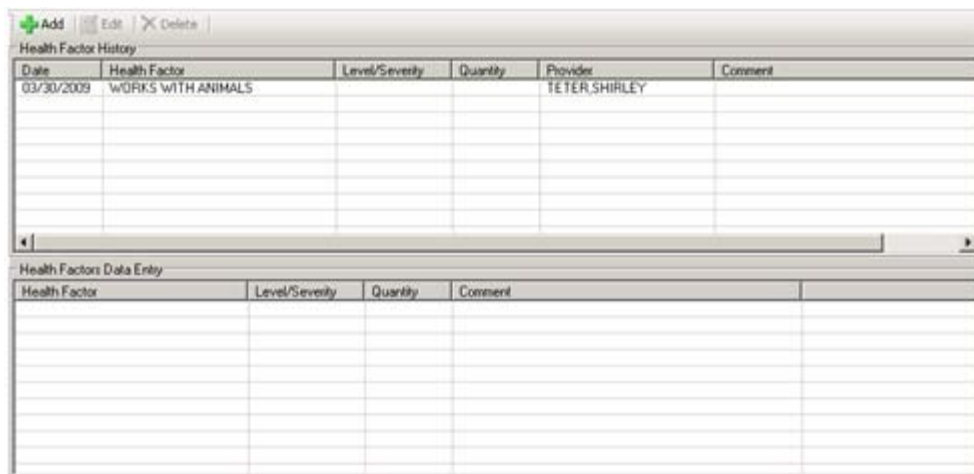 Add Edit Delete
Health Factor History
Date Health Factor Level/Severity Quantity Provider Comment
03/30/2009 WORKS WITH ANIMALS TETER,SHIRLEY
Health Factors Data Entry
Health Factor Level/Severity Quantity Comment